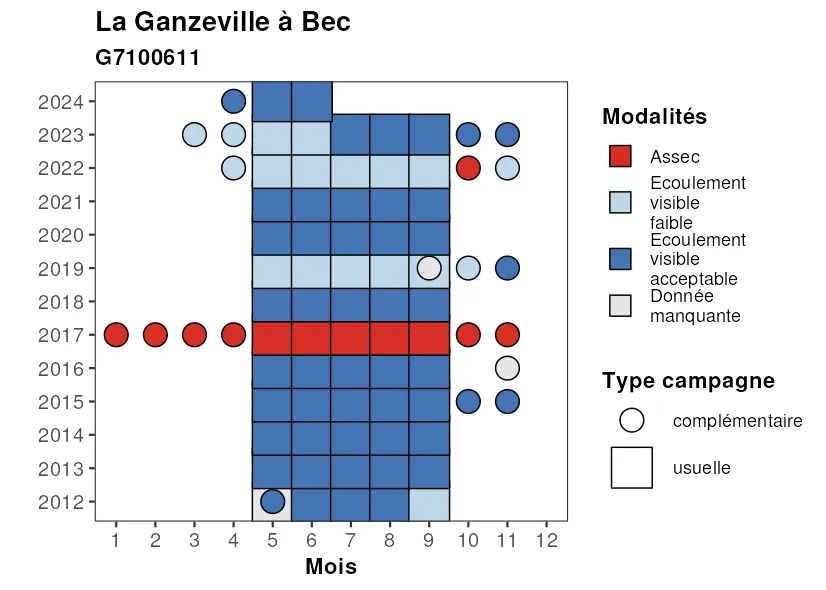 La Ganzeville à Bec
G7100611
2024
2023
2022
2021
2020
2019
2018
2017
2016
2015
2014
2013
2012
1 2 3 4 5 6 7 8 9 10 11 12
Mois
Modalités
Assec
Ecoulement
visible
faible
Ecoulement
visible
acceptable
Donnée
manquante
Type campagne
complémentaire
usuelle